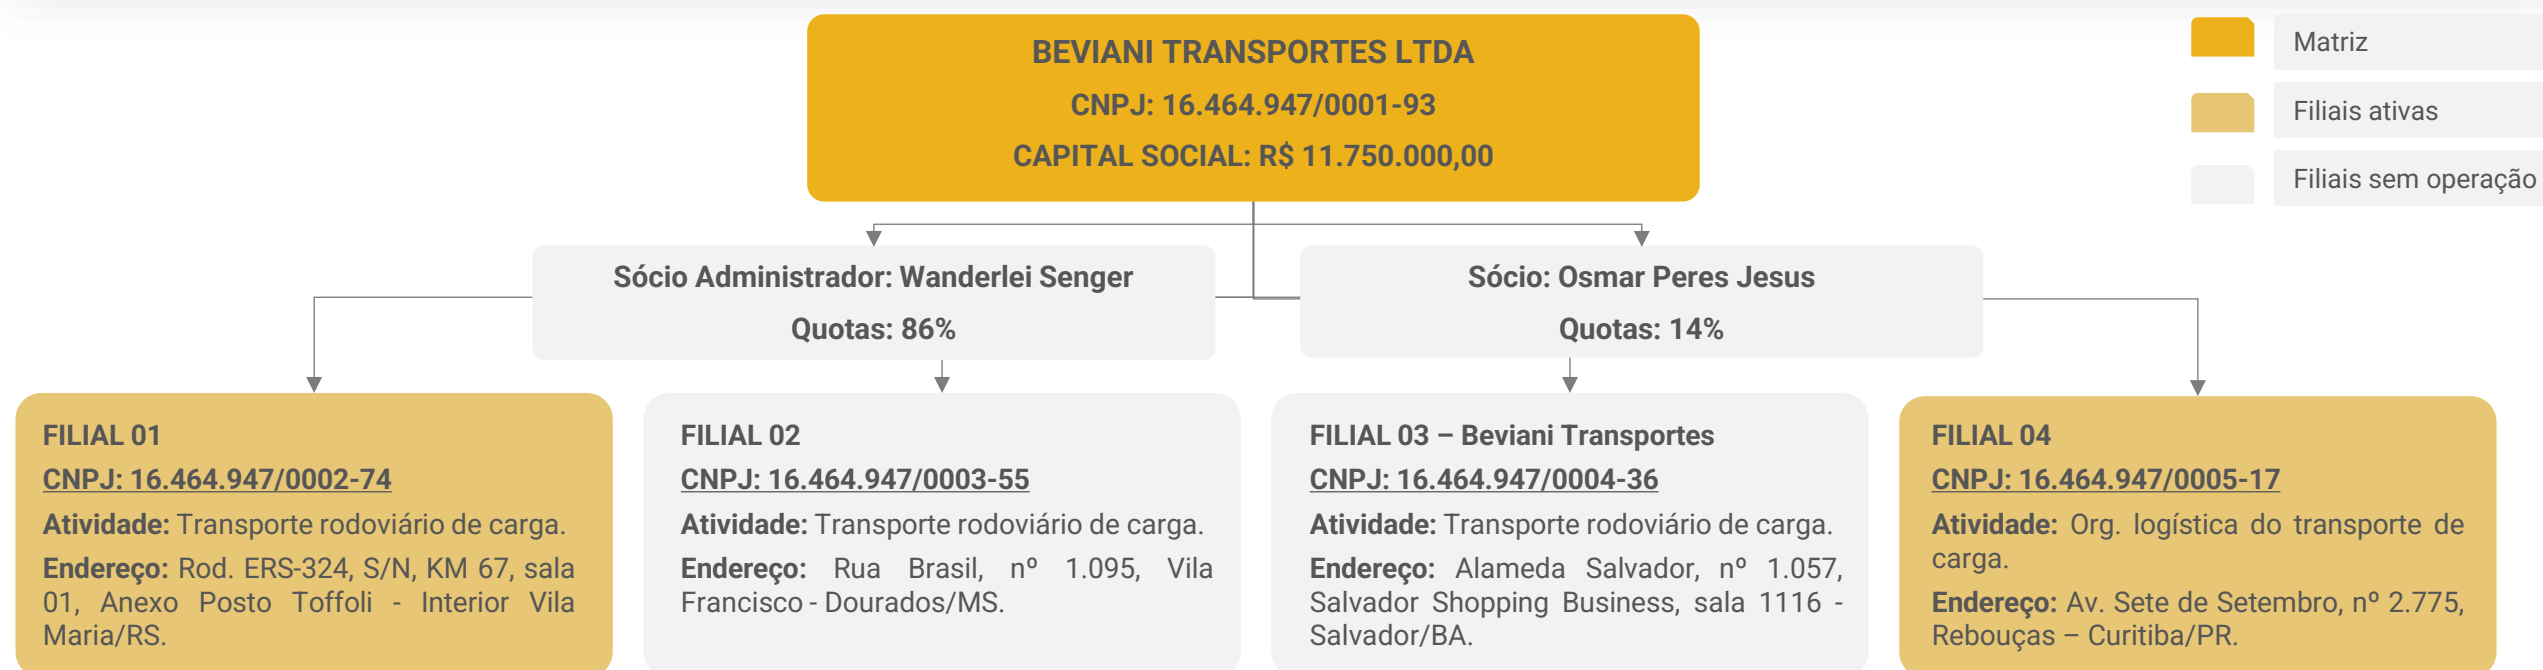 BEVIANI TRANSPORTES LTDA
CNPJ: 16.464.947/0001-93
CAPITAL SOCIAL: R$ 11.750.000,00
Matriz
Filiais ativas
Filiais sem operação
Sócio Administrador: Wanderlei Senger
Quotas: 86%
Sócio: Osmar Peres Jesus
Quotas: 14%
FILIAL 01
CNPJ: 16.464.947/0002-74
Atividade: Transporte rodoviário de carga.
Endereço: Rod. ERS-324, S/N, KM 67, sala
01, Anexo Posto Toffoli - Interior Vila
Maria/RS.
FILIAL 02
CNPJ: 16.464.947/0003-55
Atividade: Transporte rodoviário de carga.
Endereço: Rua Brasil, nº 1.095, Vila
Francisco - Dourados/MS.
FILIAL 03 – Beviani Transportes
CNPJ: 16.464.947/0004-36
Atividade: Transporte rodoviário de carga.
Endereço: Alameda Salvador, nº 1.057,
Salvador Shopping Business, sala 1116 -
Salvador/BA.
FILIAL 04
CNPJ: 16.464.947/0005-17
Atividade: Org. logística do transporte de
carga.
Endereço: Av. Sete de Setembro, nº 2.775,
Rebouças – Curitiba/PR.